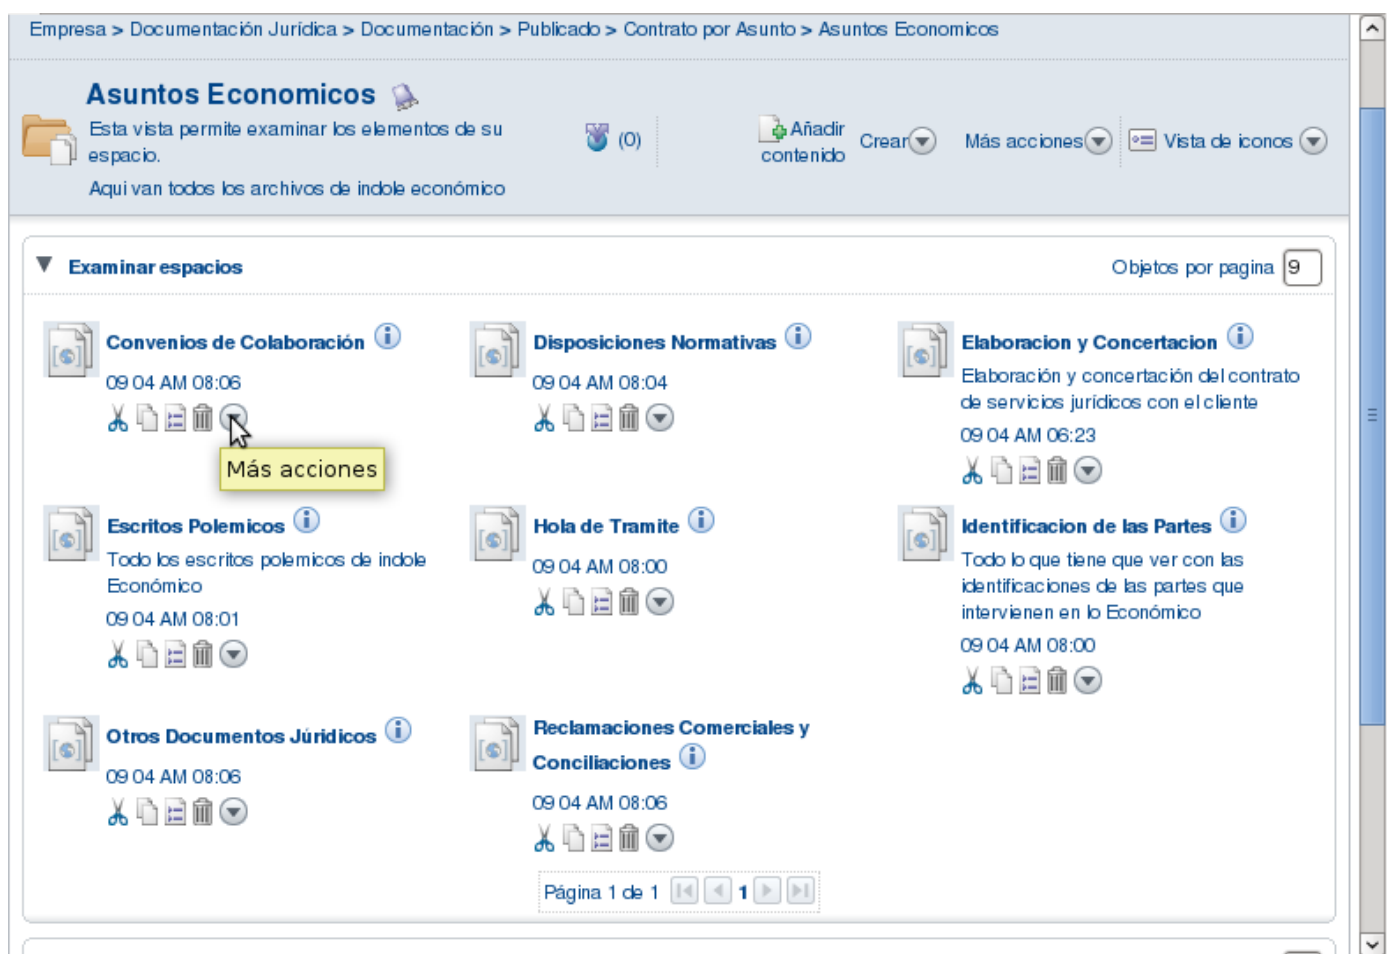 Empresa > Documentación Jurídica > Documentación > Publicado > Contrato por Asunto > Asuntos Economicos
Asuntos Economicos
Esta vista permite examinar los elementos de su
espacio.
Aqui van todos los archivos de indole económico
(0)
Añadir
contenido
Crear
Más acciones
Vista de iconos
Examinar espacios
Objetos por pagina 9
Convenios de Colaboración
09 04 AM 08:06
Más acciones
Disposiciones Normativas
09 04 AM 08:04
Elaboracion y Concertacion
Elaboración y concertación del contrato
de servicios jurídicos con el cliente
09 04 AM 06:23
Escritos Polemicos
Todo los escritos polemicos de indole
Económico
09 04 AM 08:01
Hola de Tramite
09 04 AM 08:00
Identificacion de las Partes
Todo lo que tiene que ver con las
identificaciones de las partes que
intervienen en lo Económico
09 04 AM 08:00
Otros Documentos Júridicos
09 04 AM 08:06
Reclamaciones Comerciales y
Conciliaciones
09 04 AM 08:06
Página 1 de 1 1